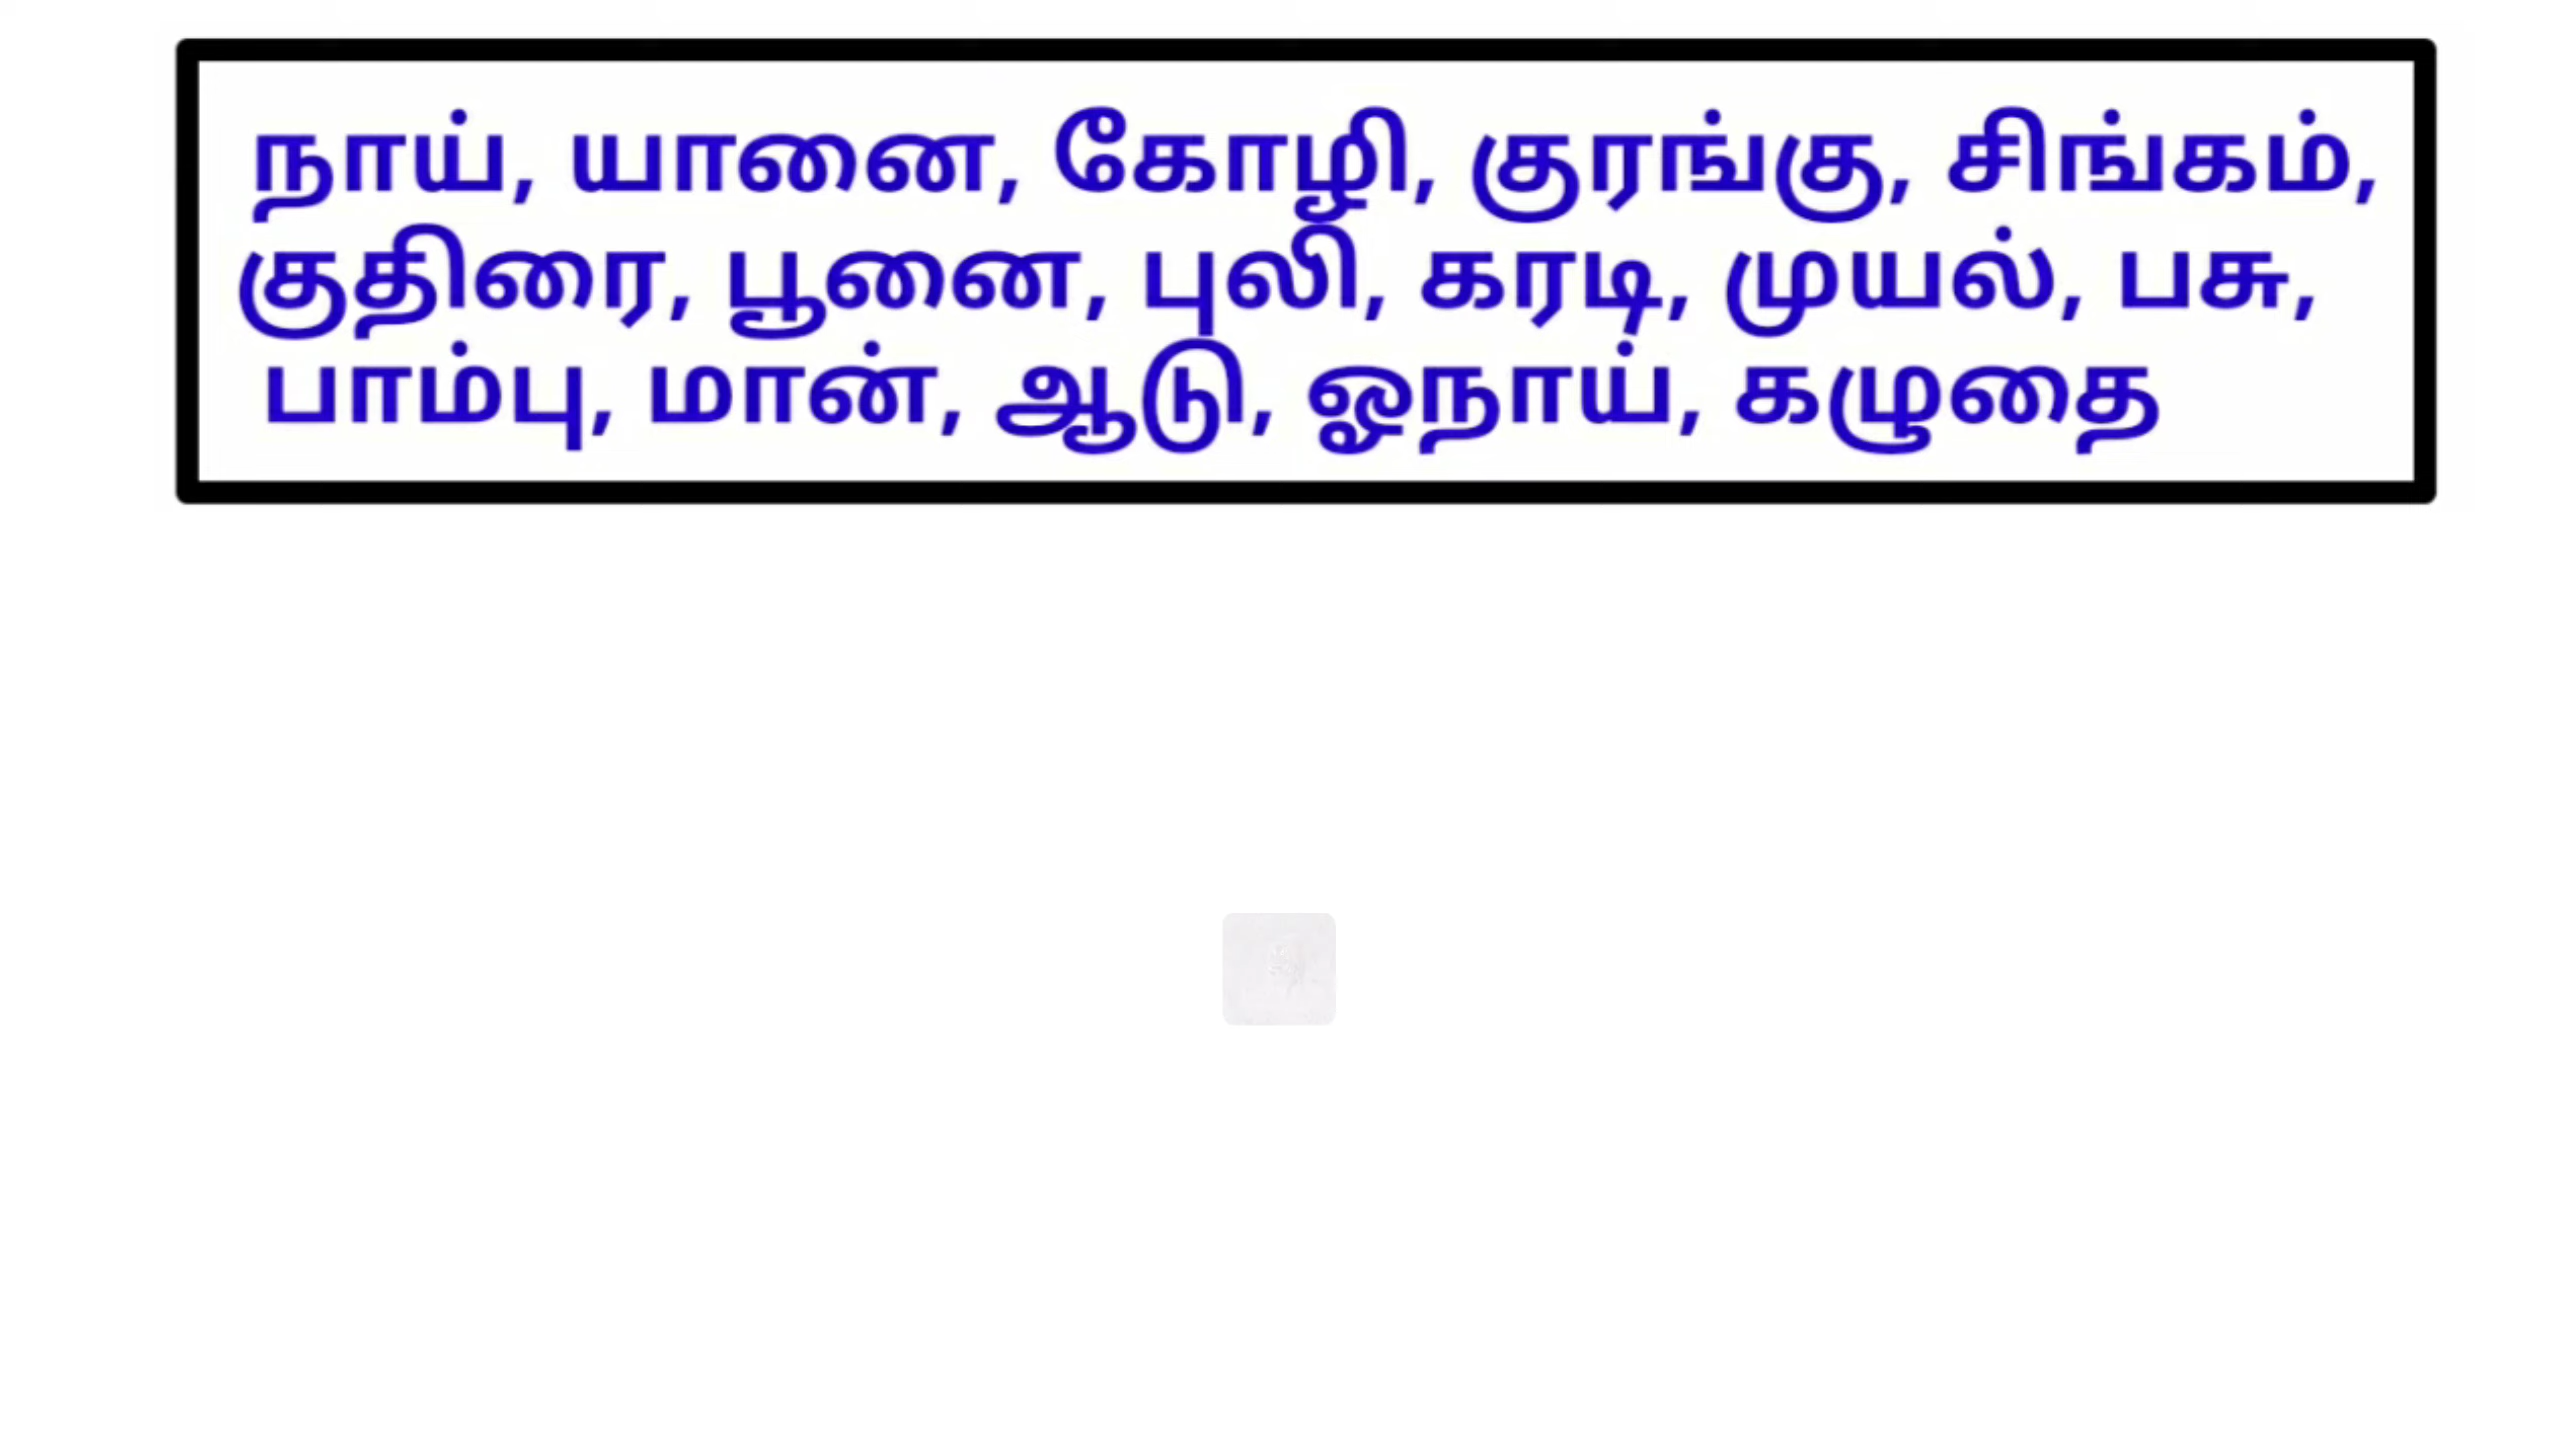 நாய், யானை, கோழி, குரங்கு, சிங்கம்,
குதிரை, பூனை, புலி, கரடி, முயல், பசு,
பாம்பு, மான், ஆடு, ஓநாய், கழுதை